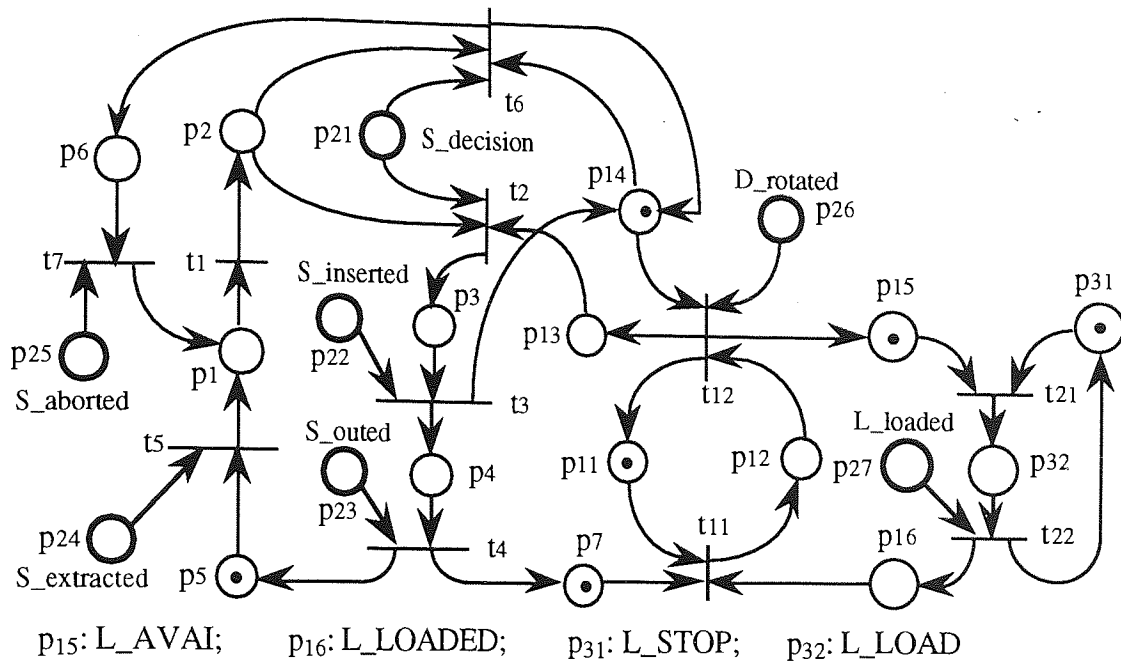 t6
p2
p21
S_decision
p6
p14
D_rotated
t2
p26
t7
t1
S_inserted
p3
p15
p31
p13
p22
p25
p1
S_aborted
t3
t12
t21
t5
S_outed
L_loaded
p4
p11
p12
p27
p32
p24
p23
t11
S_extracted
p5
t4
p7
p16
t22
p15: L_AVAI; p16: L_LOADED; p31: L_STOP; p32: L_LOAD